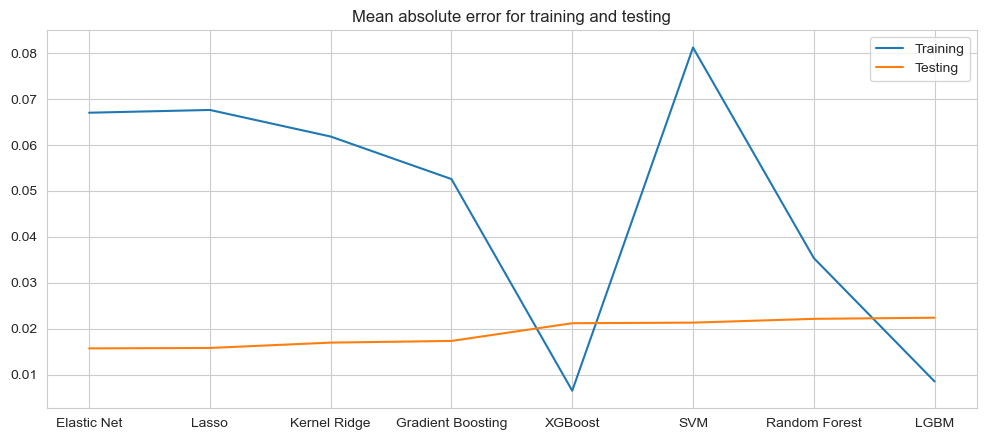 Mean absolute error for training and testing
Training
Testing
0.08
0.07
0.06
0.05
0.04
0.03
0.02
0.01
Elastic Net Lasso Kernel Ridge Gradient Boosting XGBoost SVM Random Forest LGBM